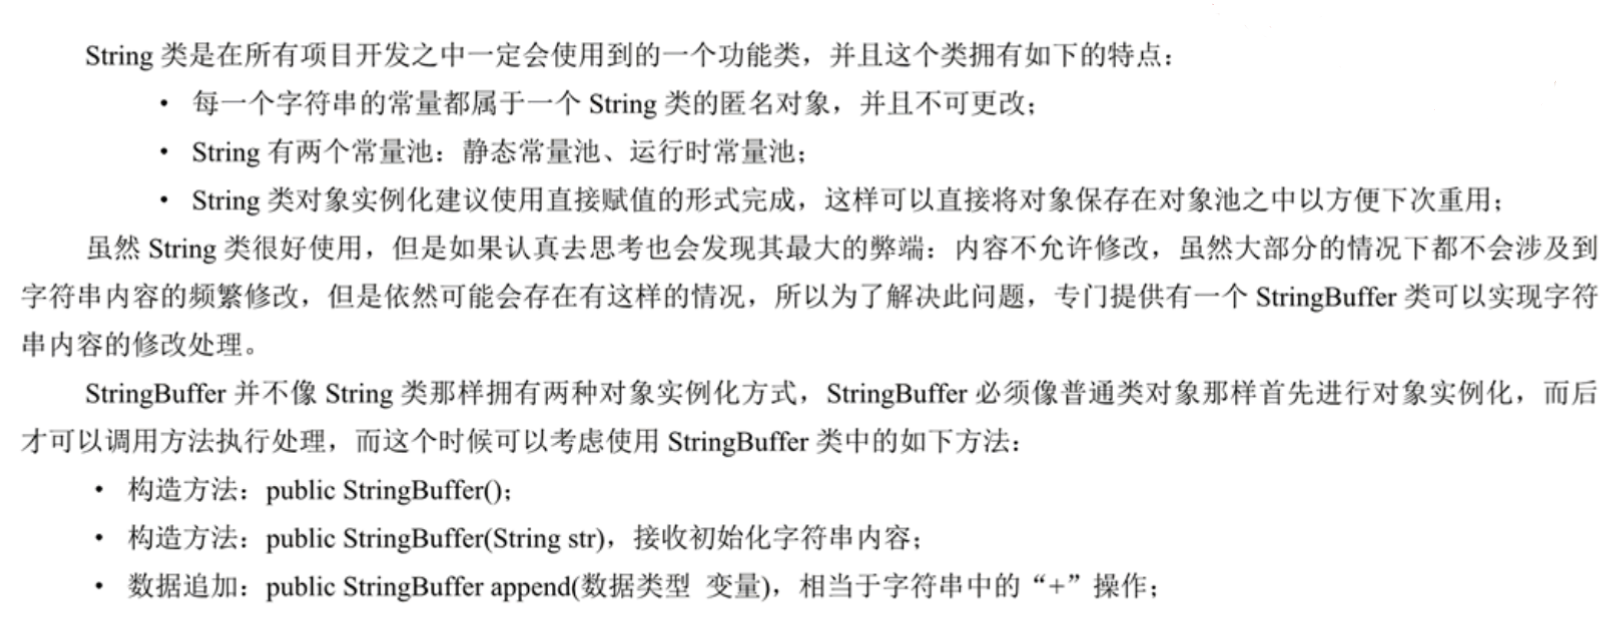 String 类是在所有项目开发之中一定会使用到的一个功能类，并且这个类拥有如下的特点：
• 每一个字符串的常量都属于一个 String 类的匿名对象，并且不可更改；
• String 有两个常量池：静态常量池、运行时常量池；
• String 类对象实例化建议使用直接赋值的形式完成，这样可以直接将对象保存在对象池之中以方便下次重用；
虽然 String 类很好使用，但是如果认真去思考也会发现其最大的弊端：内容不允许修改，虽然大部分的情况下都不会涉及到
字符串内容的频繁修改，但是依然可能会存在有这样的情况，所以为了解决此问题，专门提供有一个 StringBuffer 类可以实现字符
串内容的修改处理。
StringBuffer 并不像 String 类那样拥有两种对象实例化方式，StringBuffer 必须像普通类对象那样首先进行对象实例化，而后
才可以调用方法执行处理，而这个时候可以考虑使用 StringBuffer 类中的如下方法：
• 构造方法：public StringBuffer();
• 构造方法：public StringBuffer(String str)，接收初始化字符串内容；
• 数据追加：public StringBuffer append(数据类型 变量)，相当于字符串中的“+”操作；